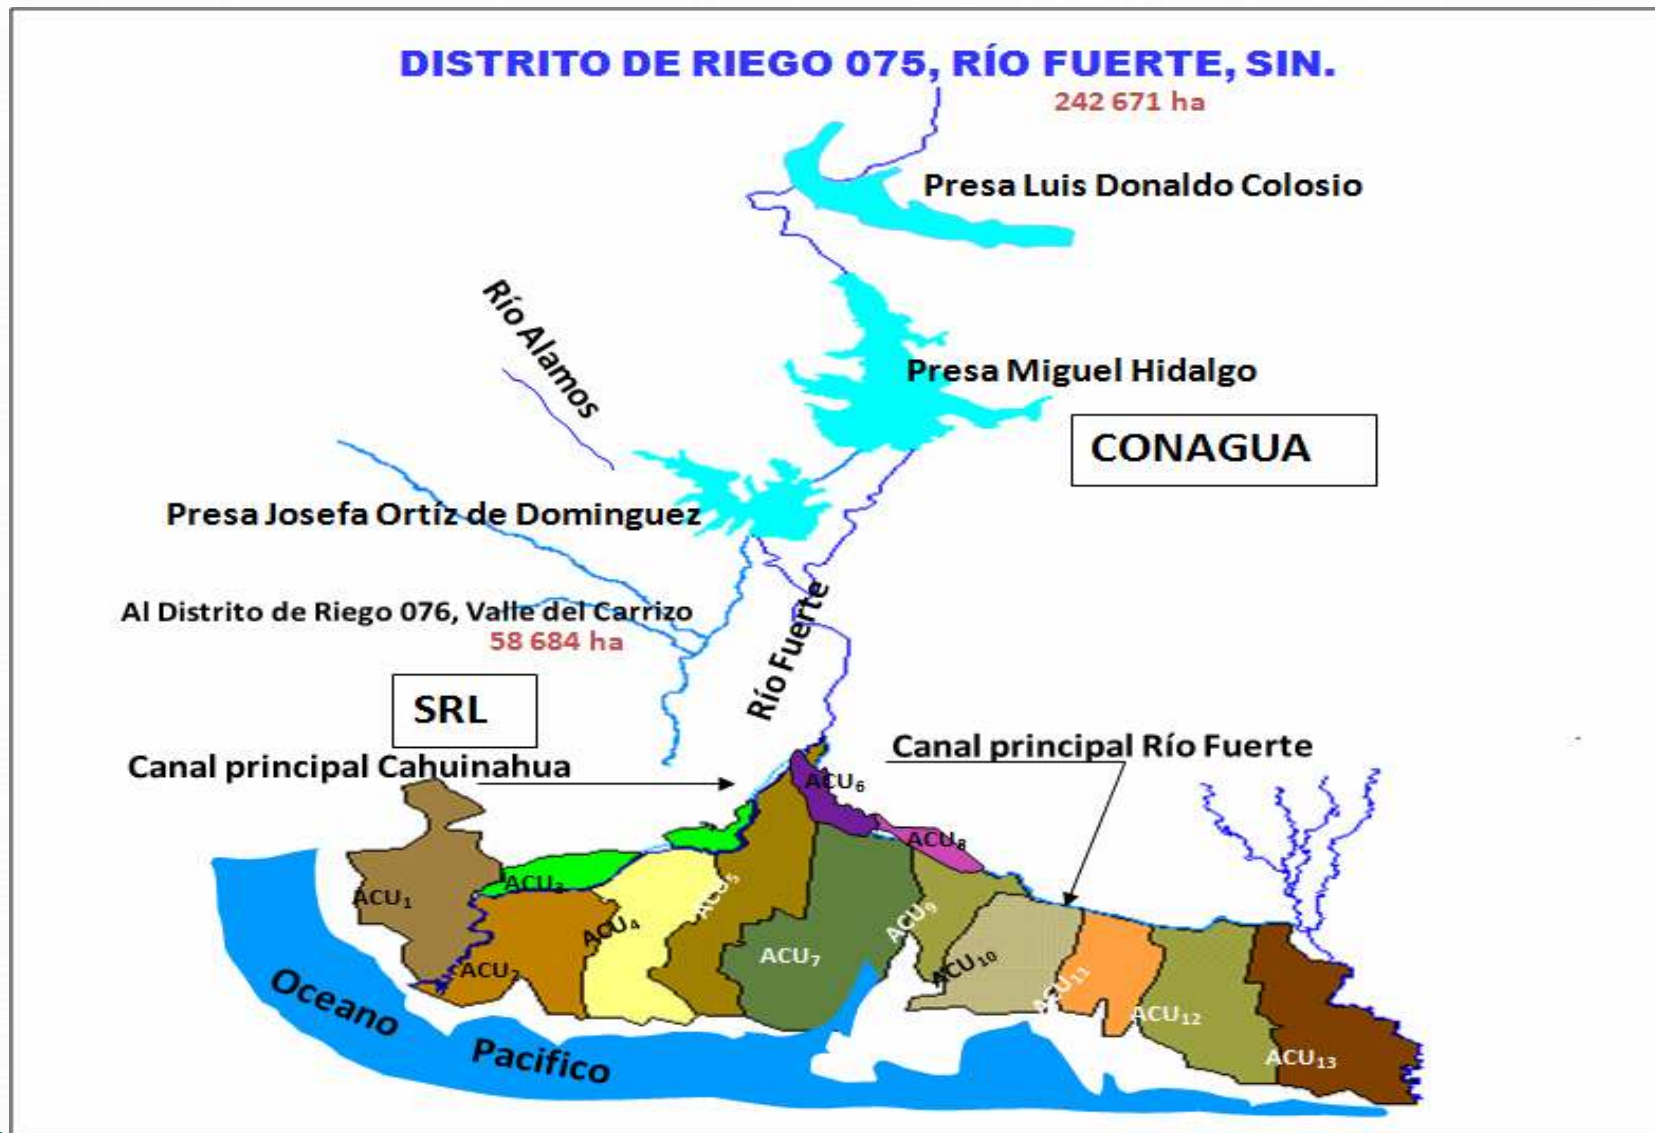 DISTRITO DE RIEGO 075, RÍO FUERTE, SIN.
242 671 ha
Presa Luis Donaldo Colosio
Río Alamos
Presa Miguel Hidalgo
CONAGUA
Presa Josefa Ortíz de Dominguez
Al Distrito de Riego 076, Valle del Carrizo
58 684 ha
Río Fuerte
SRL
Canal principal Río Fuerte
Canal principal Cahuinahua
ACU6
ACU8
ACU3
ACU1
ACU5
ACU4
ACU9
ACU7
ACU2
ACU10
ACU11
ACU12
ACU13
Oceano
Pacifico